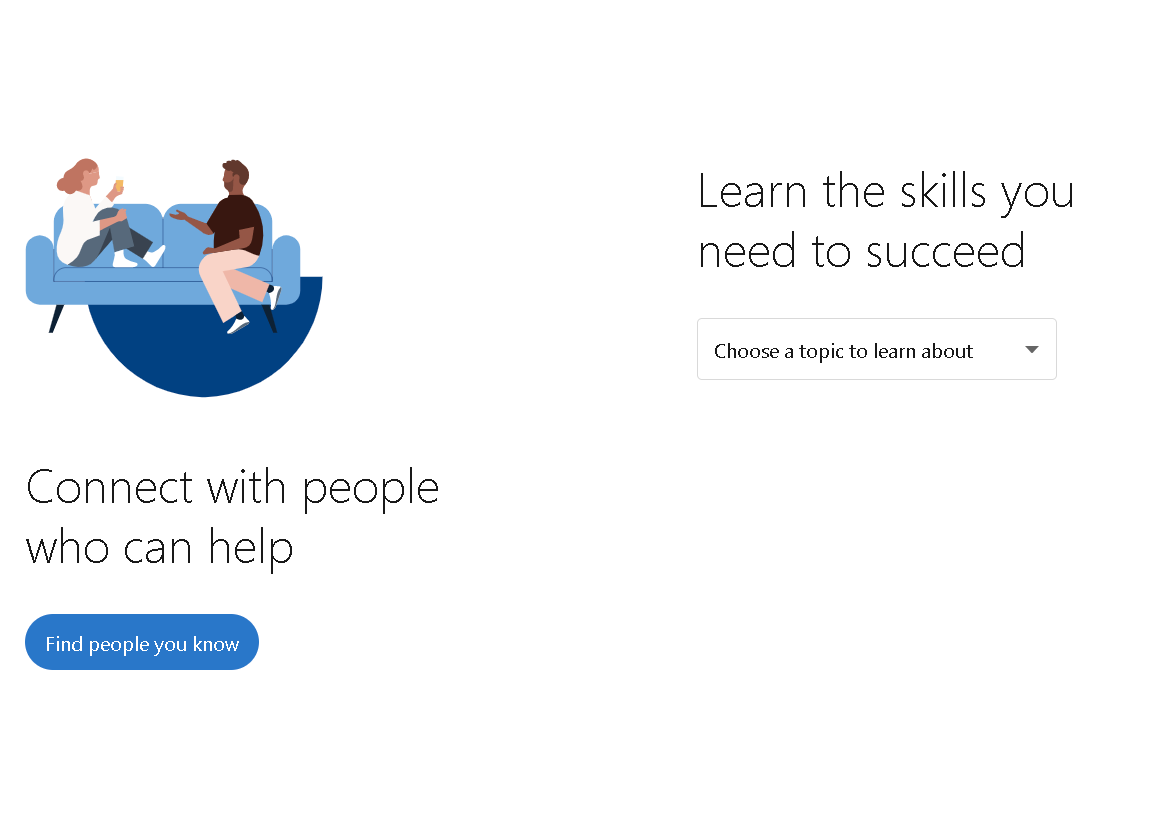 Connect with people
who can help
Find people you know
Learn the skills you
need to succeed
Choose a topic to learn about